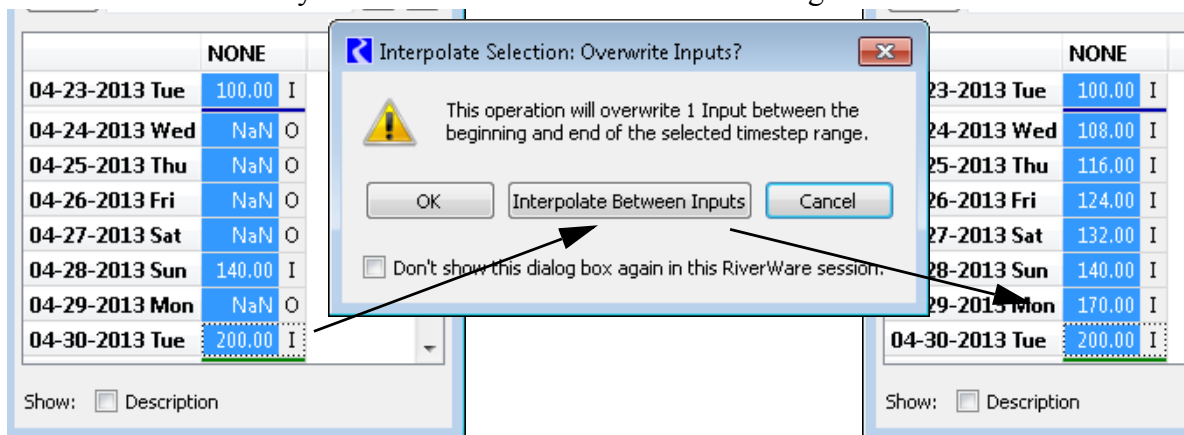 NONE
04-23-2013 Tue 100.00 I
04-24-2013 Wed NaN O
04-25-2013 Thu NaN O
04-26-2013 Fri NaN O
04-27-2013 Sat NaN O
04-28-2013 Sun 140.00 I
04-29-2013 Mon NaN O
04-30-2013 Tue 200.00 I
Show: Description
Interpolate Selection: Overwrite Inputs?
This operation will overwrite 1 Input between the
beginning and end of the selected timestep range.
OK Interpolate Between Inputs Cancel
Don't show this dialog box again in this RiverWare session.
NONE
23-2013 Tue 100.00 I
24-2013 Wed 108.00 I
25-2013 Thu 116.00 I
26-2013 Fri 124.00 I
27-2013 Sat 132.00 I
28-2013 Sun 140.00 I
29-2013 Mon 170.00 I
04-30-2013 Tue 200.00 I
Show: Description